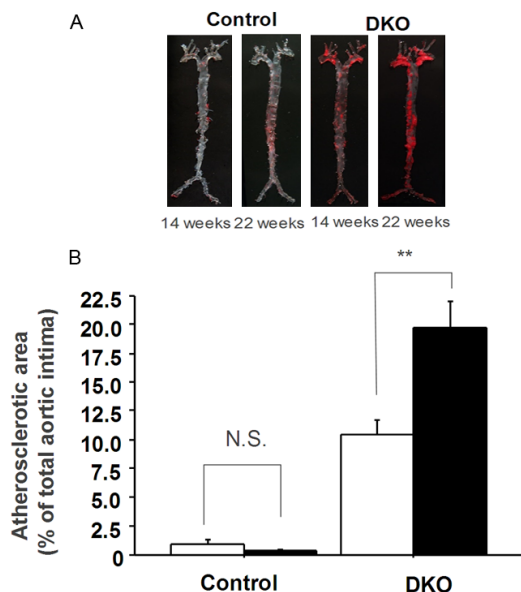 A
Control DKO
14 weeks 22 weeks 14 weeks 22 weeks
B
**
Atherosclerotic area
(% of total aortic intima)
22.5
20.0
17.5
15.0
12.5
10.0
7.5
5.0
2.5
0
N.S.
Control DKO